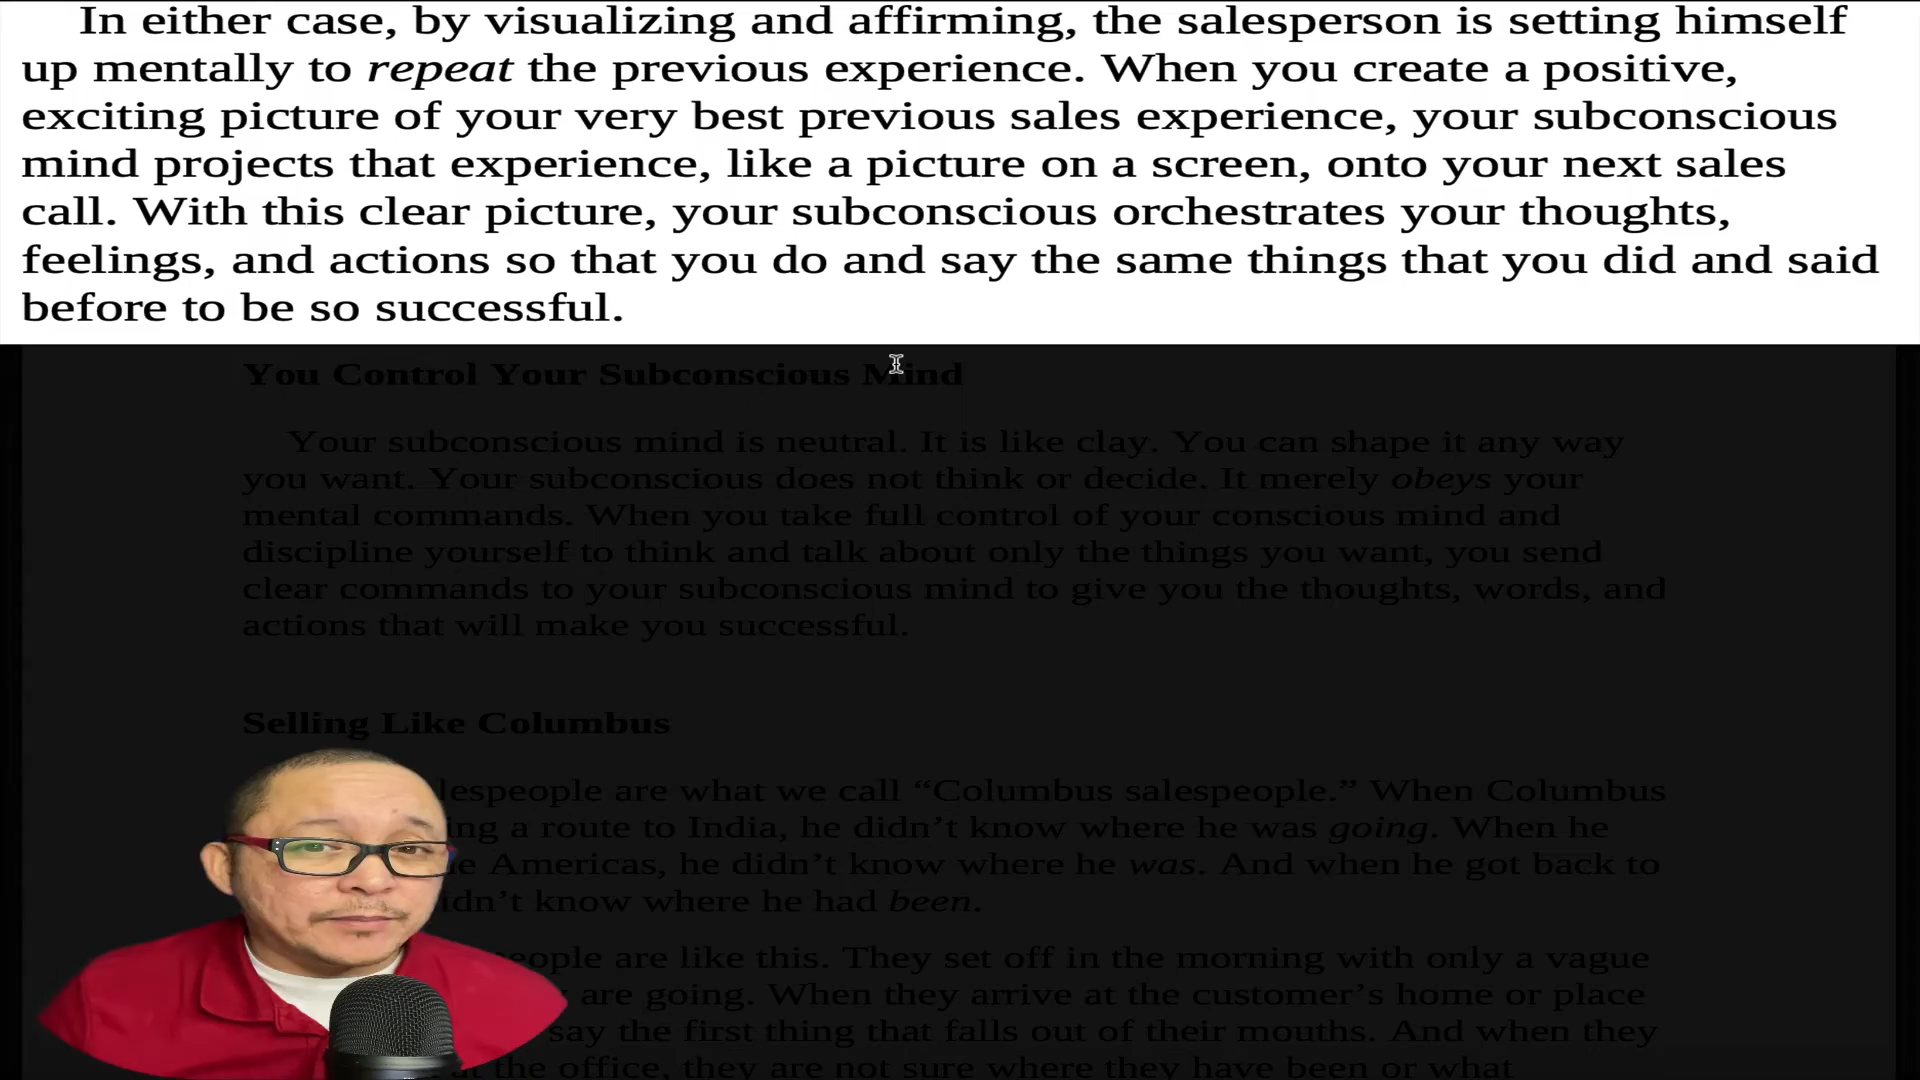 In either case, by visualizing and affirming, the salesperson is setting himself
up mentally to repeat the previous experience. When you create a positive,
exciting picture of your very best previous sales experience, your subconscious
mind projects that experience, like a picture on a screen, onto your next sales
call. With this clear picture, your subconscious orchestrates your thoughts,
feelings, and actions so that you do and say the same things that you did and said
before to be so successful.
You Control Your Subconscious Mind
Your subconscious mind is neutral. It is like clay. You can shape it any way
you want. Your subconscious does not think or decide. It merely obeys your
mental commands. When you take full control of your conscious mind and
discipline yourself to think and talk about only the things you want, you send
clear commands to your subconscious mind to give you the thoughts, words, and
actions that will make you successful.
Selling Like Columbus
are what we call “Columbus salespeople.” When Columbus
a route to India, he didn’t know where he was going. When he
Americas, he didn’t know where he was. And when he got back to
know where he had been.
are like this. They set off in the morning with only a vague
are going. When they arrive at the customer’s home or place
say the first thing that falls out of their mouths. And when they
the office, they are not sure where they have been or what